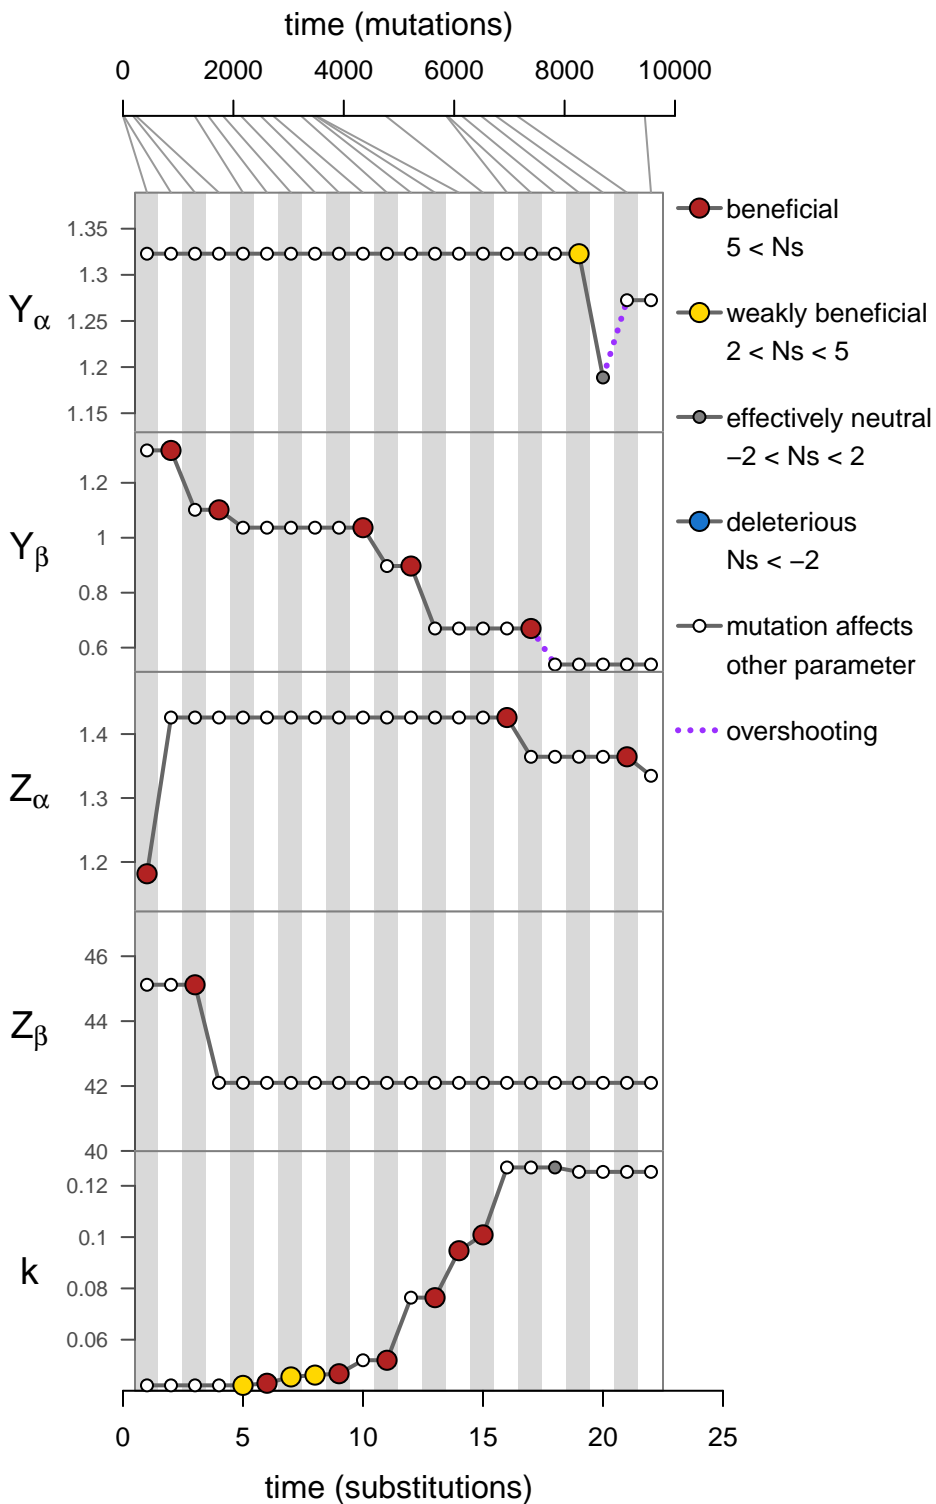 time (mutations)
0 2000 4000 6000 8000 10000
1.35
1.3
1.25
1.2
1.15
Yα
1.2
1
0.8
0.6
Yβ
1.4
1.3
1.2
Zα
46
44
42
40
Zβ
0.12
0.1
0.08
0.06
k
0 5 10 15 20 25
time (substitutions)
beneficial
5 < Ns
weakly beneficial
2 < Ns < 5
effectively neutral
−2 < Ns < 2
deleterious
Ns < −2
mutation affects
other parameter
overshooting